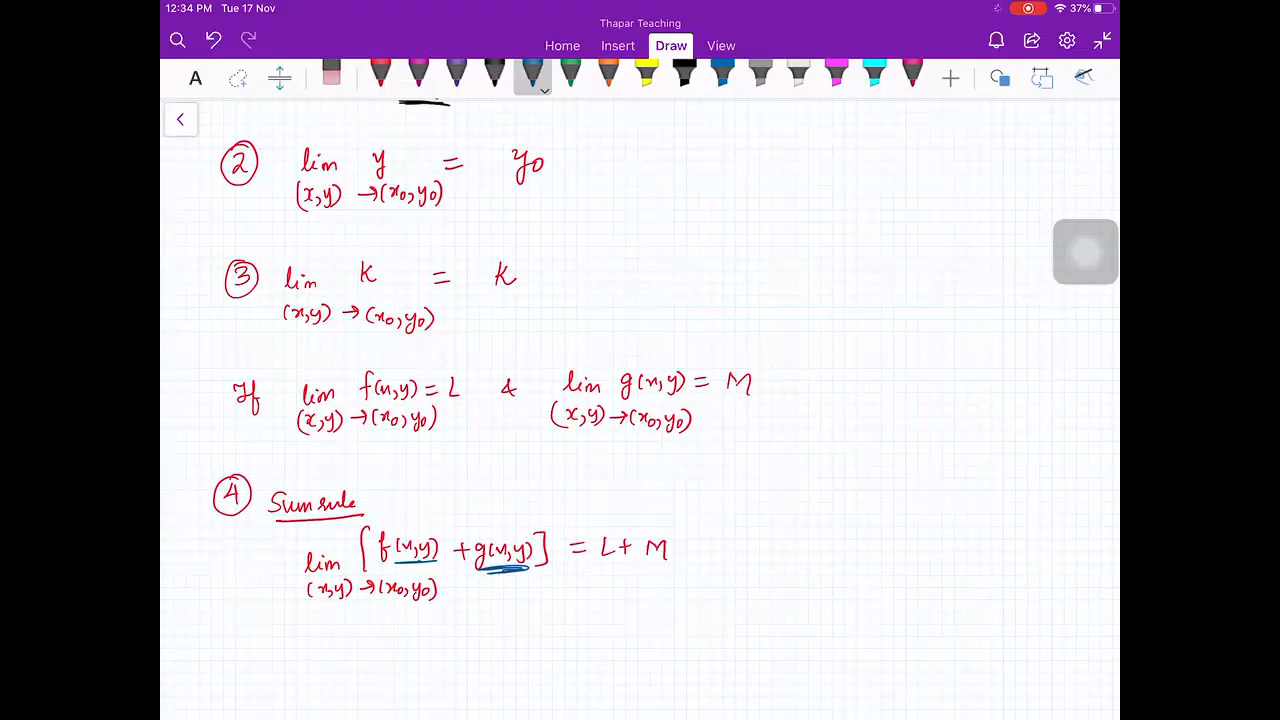 12:34 PM Tue 17 Nov
37%
Thapar Teaching
Home Insert Draw View
A
② lim y = y₀
(x,y) →(x₀,y₀)
③ lim K = K
(x,y) →(x₀,y₀)
If lim f(x,y) = L & lim g(x,y) = M
(x,y) →(x₀,y₀) (x,y) →(x₀,y₀)
④ Sum rule
lim [f(x,y) + g(x,y)] = L + M
(x,y) →(x₀,y₀)